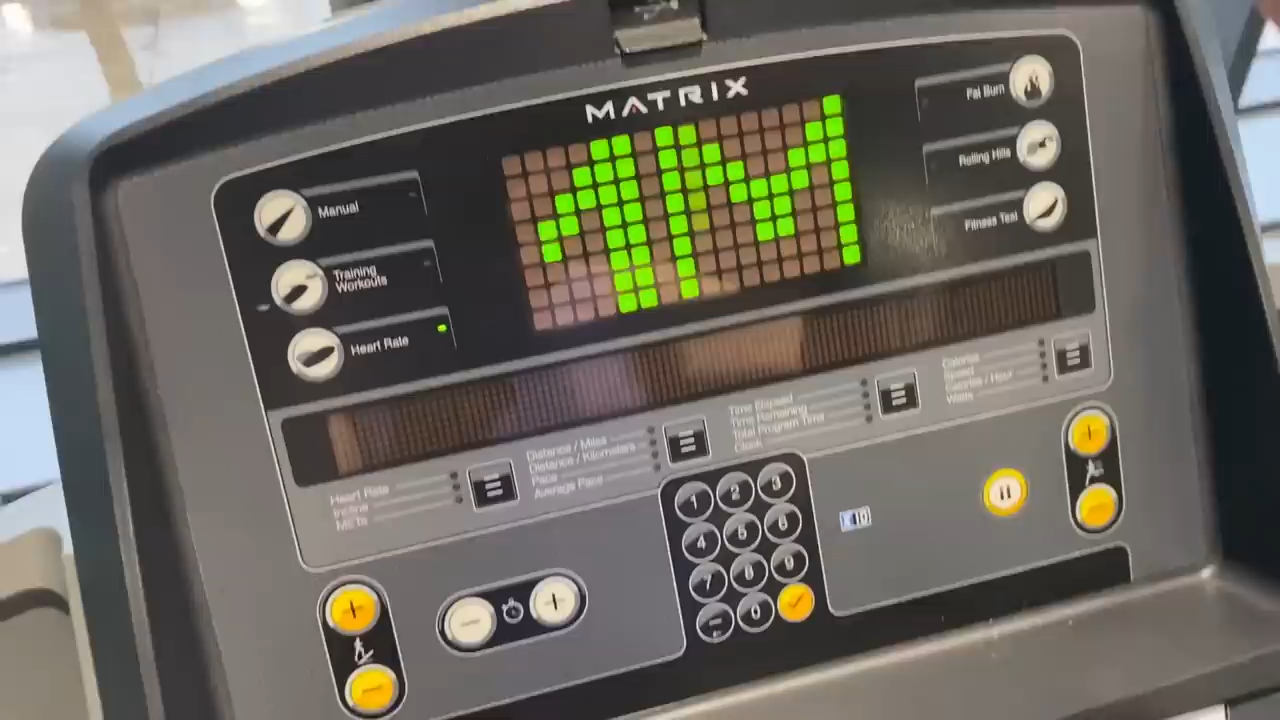 MATRIX
Manual
Training
Workouts
Heart Rate
Fat Burn
Rolling Hills
Fitness Test
Heart Rate
Incline
METs
Distance / Miles
Distance / Kilometers
Pace
Average Pace
Time Elapsed
Time Remaining
Total Program Time
Clock
Calories
Speed
Calories / Hour
Watts
1 2 3
4 5 6
7 8 9
0